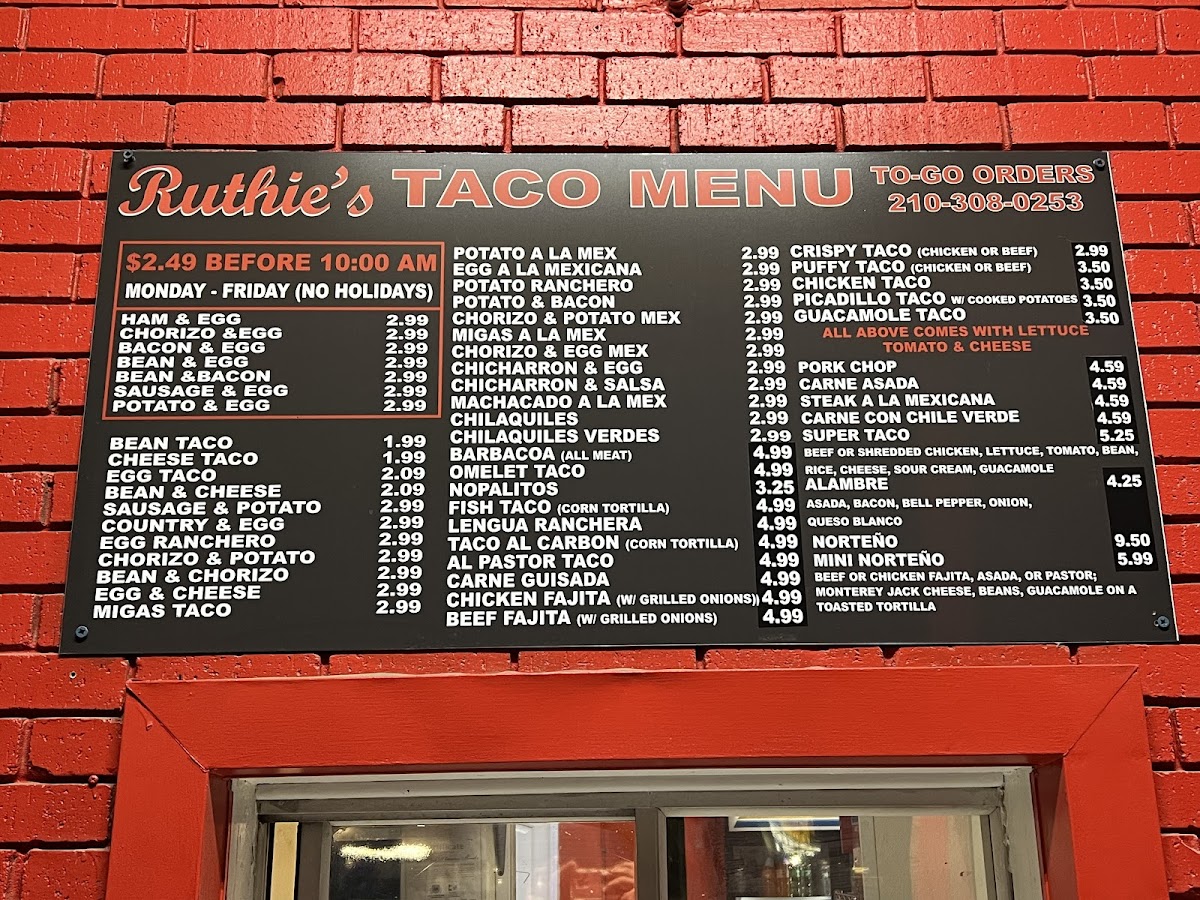 Ruthie's TACO MENU
TO-GO ORDERS
210-308-0253
$2.49 BEFORE 10:00 AM
MONDAY - FRIDAY (NO HOLIDAYS)
HAM & EGG 2.99
CHORIZO &EGG 2.99
BACON & EGG 2.99
BEAN & EGG 2.99
BEAN &BACON 2.99
SAUSAGE & EGG 2.99
POTATO & EGG 2.99
BEAN TACO 1.99
CHEESE TACO 1.99
EGG TACO 2.09
BEAN & CHEESE 2.09
SAUSAGE & POTATO 2.99
COUNTRY & EGG 2.99
EGG RANCHERO 2.99
CHORIZO & POTATO 2.99
BEAN & CHORIZO 2.99
EGG & CHEESE 2.99
MIGAS TACO 2.99
POTATO A LA MEX 2.99
EGG A LA MEXICANA 2.99
POTATO RANCHERO 2.99
POTATO & BACON 2.99
CHORIZO & POTATO MEX 2.99
MIGAS A LA MEX 2.99
CHORIZO & EGG MEX 2.99
CHICHARRON & EGG 2.99
CHICHARRON & SALSA 2.99
MACHACADO A LA MEX 2.99
CHILAQUILES 2.99
CHILAQUILES VERDES 2.99
BARBACOA (ALL MEAT) 4.99
OMELET TACO 4.99
NOPALITOS 3.25
FISH TACO (CORN TORTILLA) 4.99
LENGUA RANCHERA 4.99
TACO AL CARBON (CORN TORTILLA) 4.99
AL PASTOR TACO 4.99
CARNE GUISADA 4.99
CHICKEN FAJITA (W/ GRILLED ONIONS)) 4.99
BEEF FAJITA (W/ GRILLED ONIONS) 4.99
CRISPY TACO (CHICKEN OR BEEF) 2.99
PUFFY TACO (CHICKEN OR BEEF) 3.50
CHICKEN TACO 3.50
PICADILLO TACO W/ COOKED POTATOES 3.50
GUACAMOLE TACO 3.50
ALL ABOVE COMES WITH LETTUCE
TOMATO & CHEESE
PORK CHOP 4.59
CARNE ASADA 4.59
STEAK A LA MEXICANA 4.59
CARNE CON CHILE VERDE 4.59
SUPER TACO 5.25
BEEF OR SHREDDED CHICKEN, LETTUCE, TOMATO, BEAN,
RICE, CHEESE, SOUR CREAM, GUACAMOLE
ALAMBRE 4.25
ASADA, BACON, BELL PEPPER, ONION,
QUESO BLANCO
NORTEÑO 9.50
MINI NORTEÑO 5.99
BEEF OR CHICKEN FAJITA, ASADA, OR PASTOR;
MONTEREY JACK CHEESE, BEANS, GUACAMOLE ON A
TOASTED TORTILLA